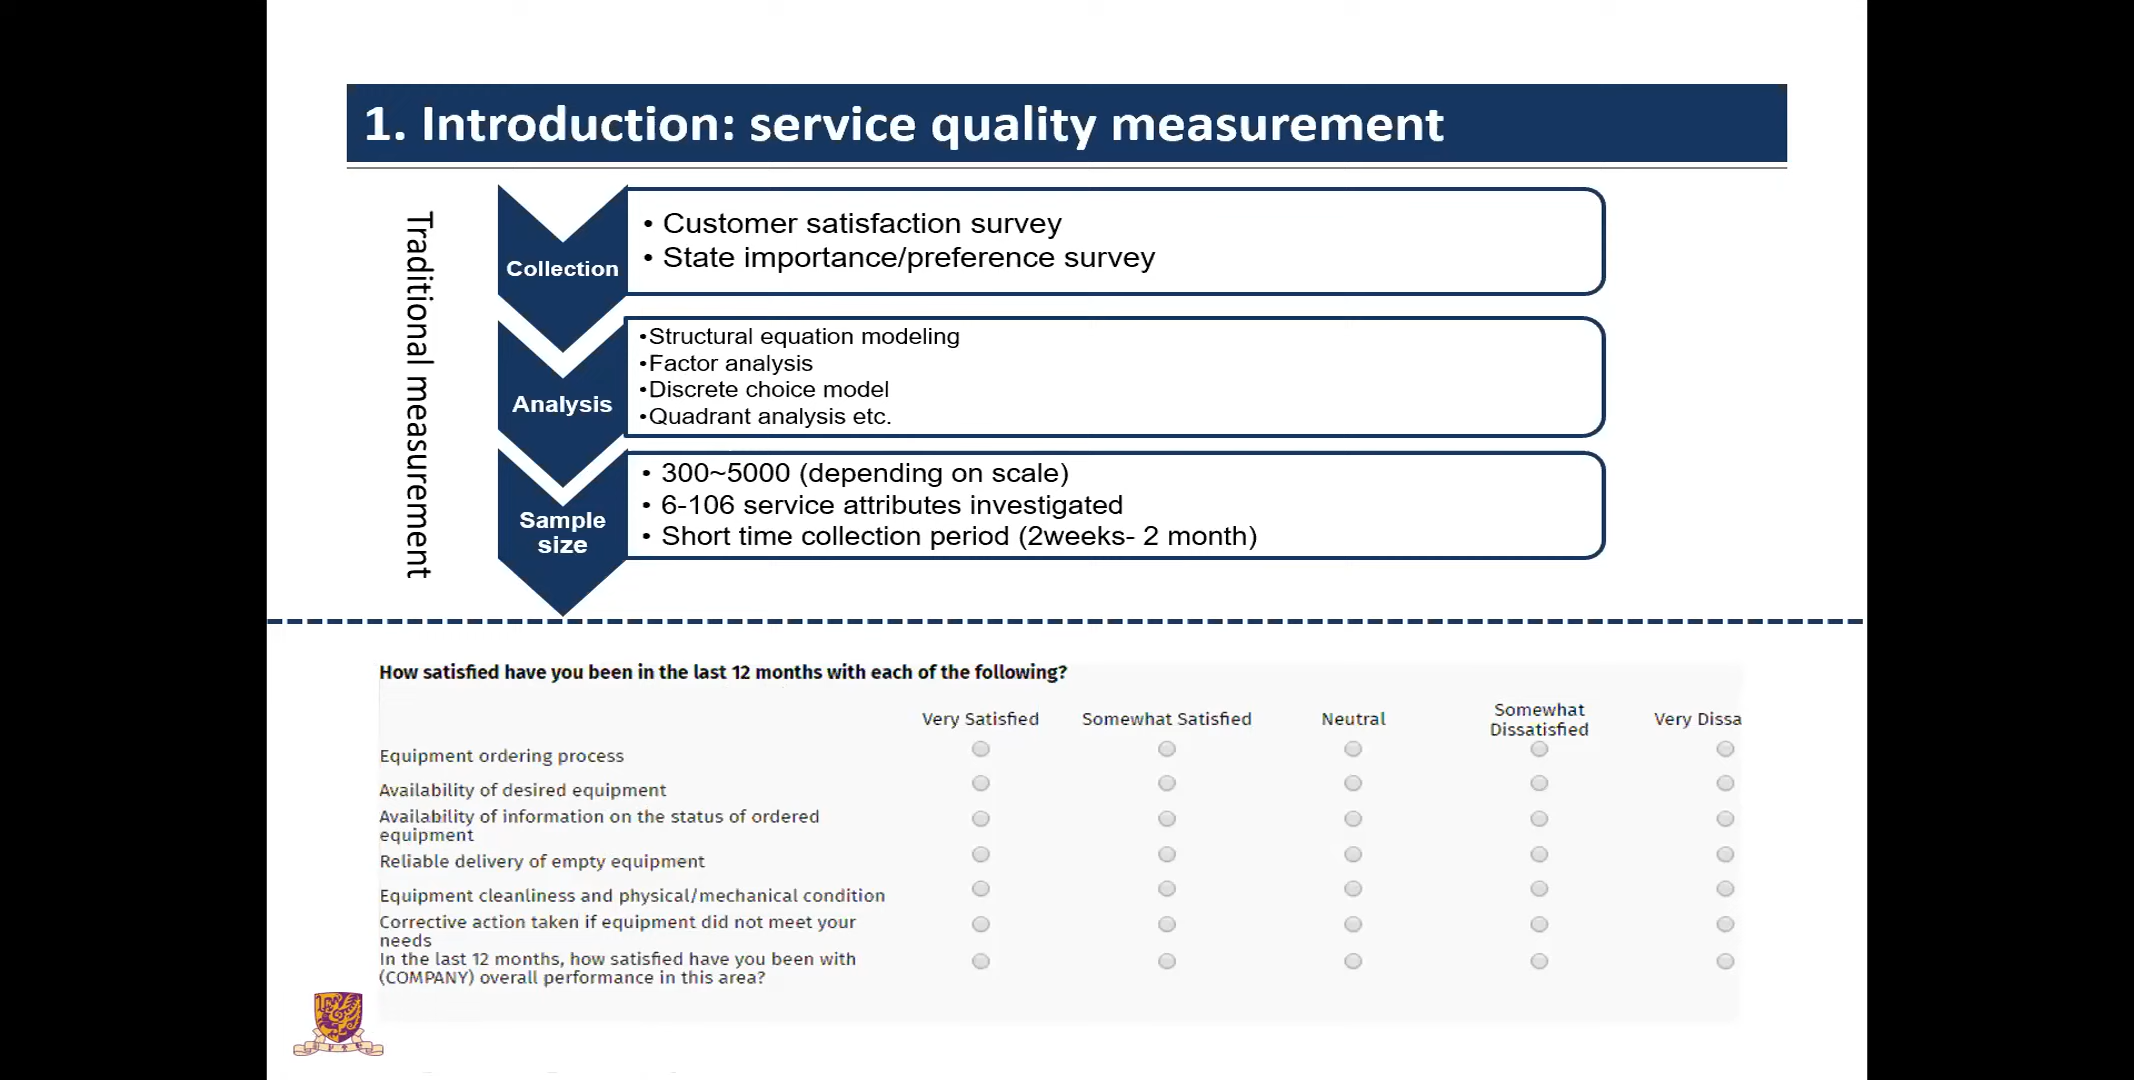 1. Introduction: service quality measurement
Traditional measurement
Collection
• Customer satisfaction survey
• State importance/preference survey
Analysis
•Structural equation modeling
•Factor analysis
•Discrete choice model
•Quadrant analysis etc.
Sample
size
• 300~5000 (depending on scale)
• 6-106 service attributes investigated
• Short time collection period (2weeks- 2 month)
How satisfied have you been in the last 12 months with each of the following?
Very Satisfied Somewhat Satisfied Neutral Somewhat Dissatisfied Very Dissa
Equipment ordering process
Availability of desired equipment
Availability of information on the status of ordered
equipment
Reliable delivery of empty equipment
Equipment cleanliness and physical/mechanical condition
Corrective action taken if equipment did not meet your
needs
In the last 12 months, how satisfied have you been with
(COMPANY) overall performance in this area?